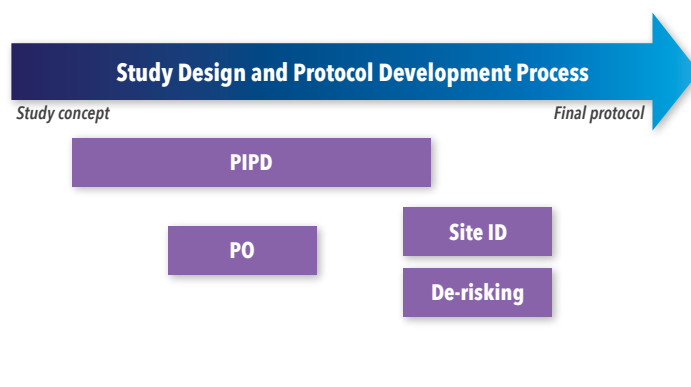 Study Design and Protocol Development Process
Study concept
Final protocol
PIPD
PO
Site ID
De-risking